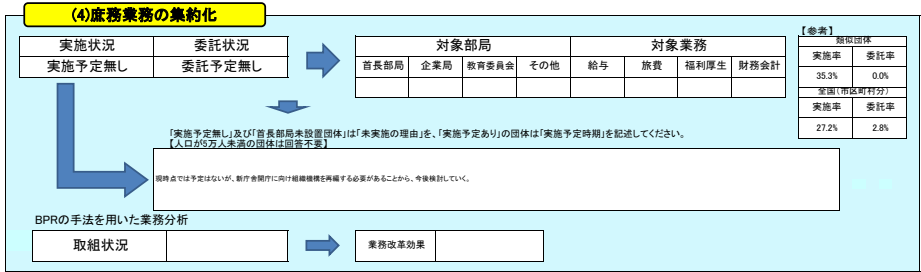 (4)庶務業務の集約化
【参考】
実施状況 委託状況
実施予定無し 委託予定無し
対象部局 対象業務
首長部局 企業局 教育委員会 その他 給与 旅費 福利厚生 財務会計
類似団体
実施率 委託率
35.3% 0.0%
全国(市区町村分)
実施率 委託率
27.2% 2.8%
「実施予定無し」及び「首長部局未設置団体」は「未実施の理由」を、「実施予定あり」の団体は「実施予定時期」を記述してください。
【人口が5万人未満の団体は回答不要】
現時点では予定はないが、新庁舎開庁に向け組織機構を再編する必要があることから、今後検討していく。
BPRの手法を用いた業務分析
取組状況
業務改革効果